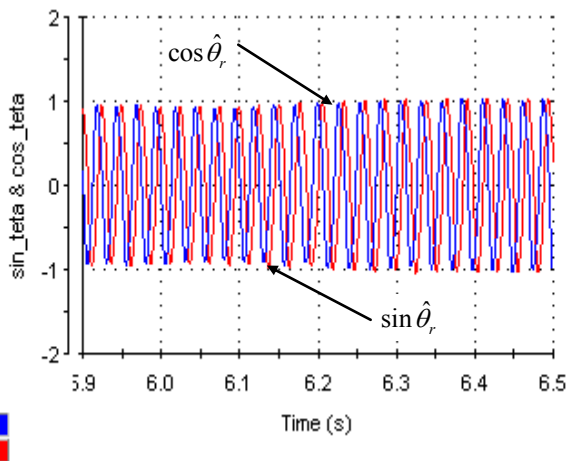 2
cos θ̂r
1
0
-1
sin θ̂r
-2
sin_teta & cos_teta
5.9 6.0 6.1 6.2 6.3 6.4 6.5
Time (s)